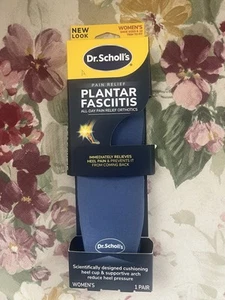 NEW
LOOK
WOMEN'S
Dr. Scholl's
PAIN RELIEF
PLANTAR
FASCIITIS
ALL-DAY PAIN RELIEF ORTHOTICS
IMMEDIATELY RELIEVES
HEEL PAIN & PREVENTS IT
FROM COMING BACK
Dr. Scholl's
Scientifically designed cushioning
heel cup & supportive arch
reduce heel pressure
WOMEN'S
1 PAIR